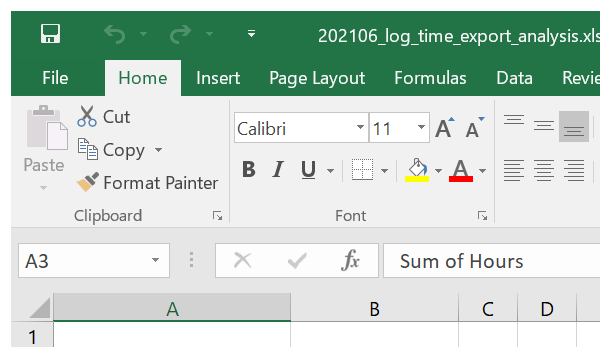 202106_log_time_export_analysis.xls
File Home Insert Page Layout Formulas Data Revie
Cut
Calibri 11 A A
Copy
Paste
B I U A
Format Painter
Clipboard Font
A3 fx Sum of Hours
A B C D
1